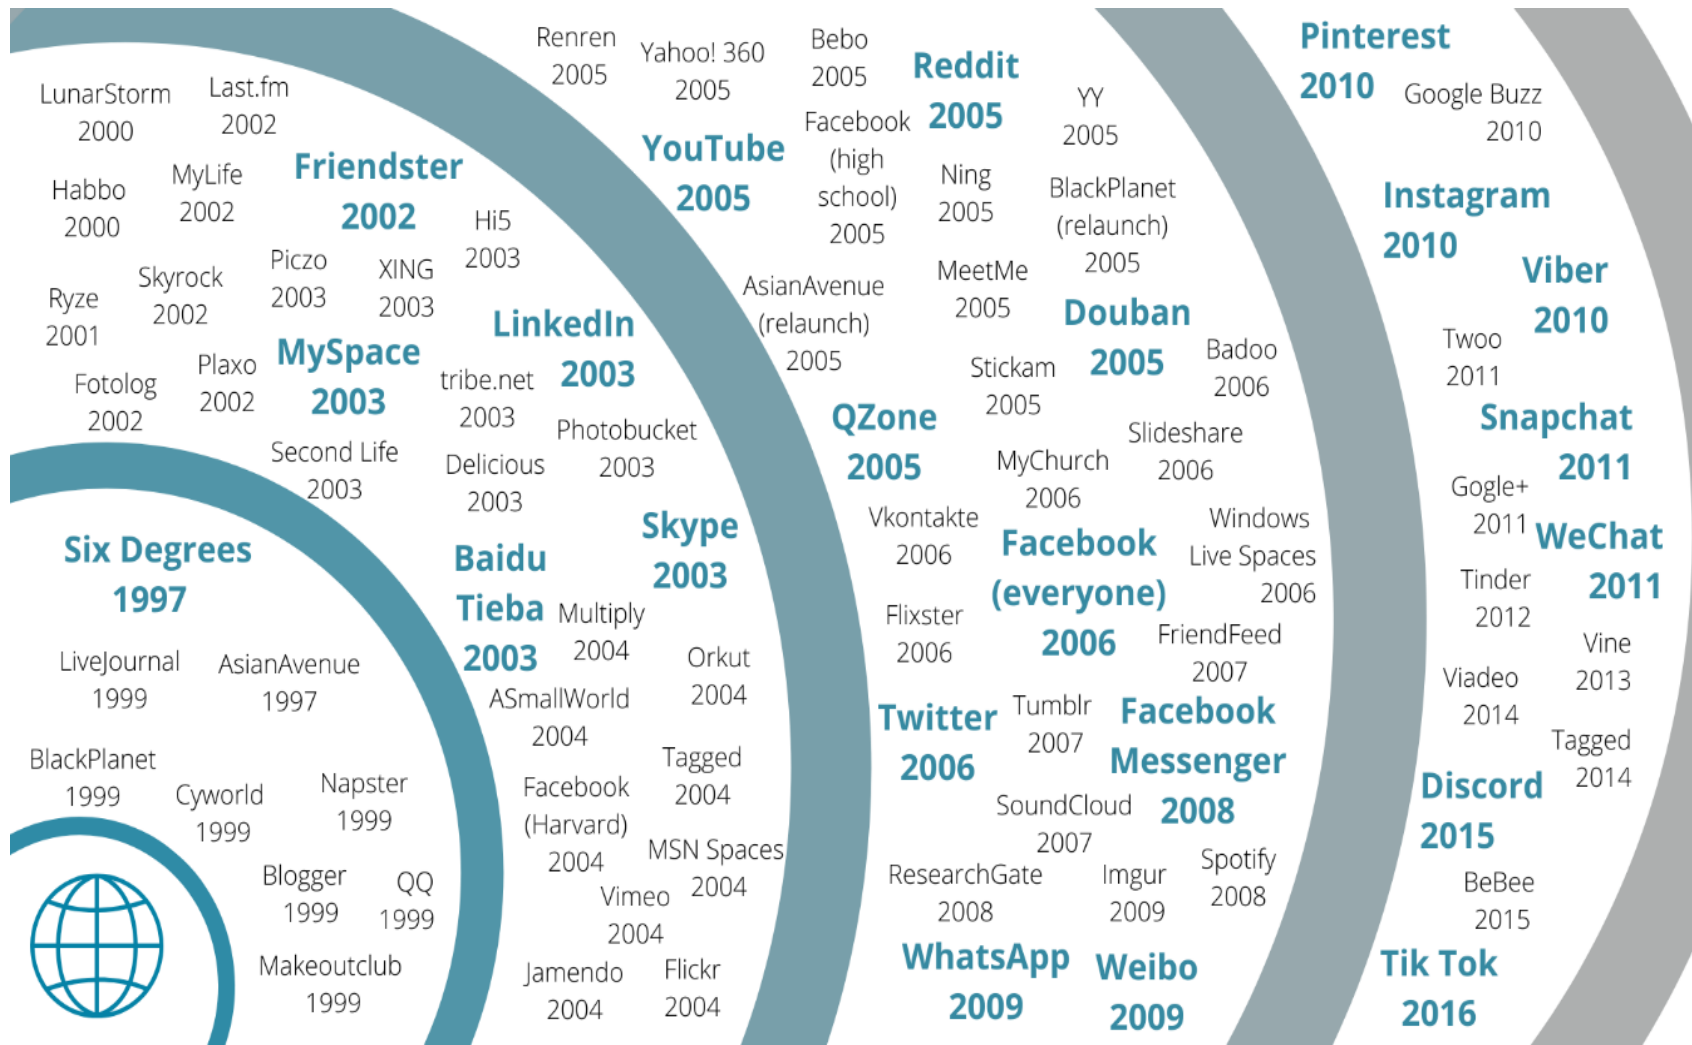 LunarStorm
2000
Last.fm
2002
Habbo
2000
MyLife
2002
Friendster
2002
Hi5
2003
Ryze
2001
Skyrock
2002
Piczo
2003
XING
2003
LinkedIn
2003
Fotolog
2002
Plaxo
2002
MySpace
2003
tribe.net
2003
Photobucket
2003
Second Life
2003
Delicious
2003
Skype
2003
Baidu
Tieba
2003
Multiply
2004
Orkut
2004
ASmallWorld
2004
Tagged
2004
Facebook
(Harvard)
2004
MSN Spaces
2004
Vimeo
2004
Jamendo
2004
Flickr
2004
Six Degrees
1997
LiveJournal
1999
AsianAvenue
1997
BlackPlanet
1999
Cyworld
1999
Napster
1999
Blogger
1999
QQ
1999
Makeoutclub
1999
Renren
2005
Yahoo! 360
2005
Bebo
2005
Reddit
2005
YY
2005
YouTube
2005
Facebook
(high
school)
2005
Ning
2005
BlackPlanet
(relaunch)
2005
AsianAvenue
(relaunch)
2005
MeetMe
2005
Douban
2005
Badoo
2006
Stickam
2005
QZone
2005
MyChurch
2006
Slideshare
2006
Vkontakte
2006
Facebook
(everyone)
2006
Windows
Live Spaces
2006
Flixster
2006
FriendFeed
2007
Twitter
2006
Tumblr
2007
Facebook
Messenger
2008
SoundCloud
2007
ResearchGate
2008
Imgur
2009
Spotify
2008
WhatsApp
2009
Weibo
2009
Pinterest
2010
Google Buzz
2010
Instagram
2010
Viber
2010
Twoo
2011
Snapchat
2011
Gogle+
2011
WeChat
2011
Tinder
2012
Vine
2013
Viadeo
2014
Tagged
2014
Discord
2015
BeBee
2015
Tik Tok
2016